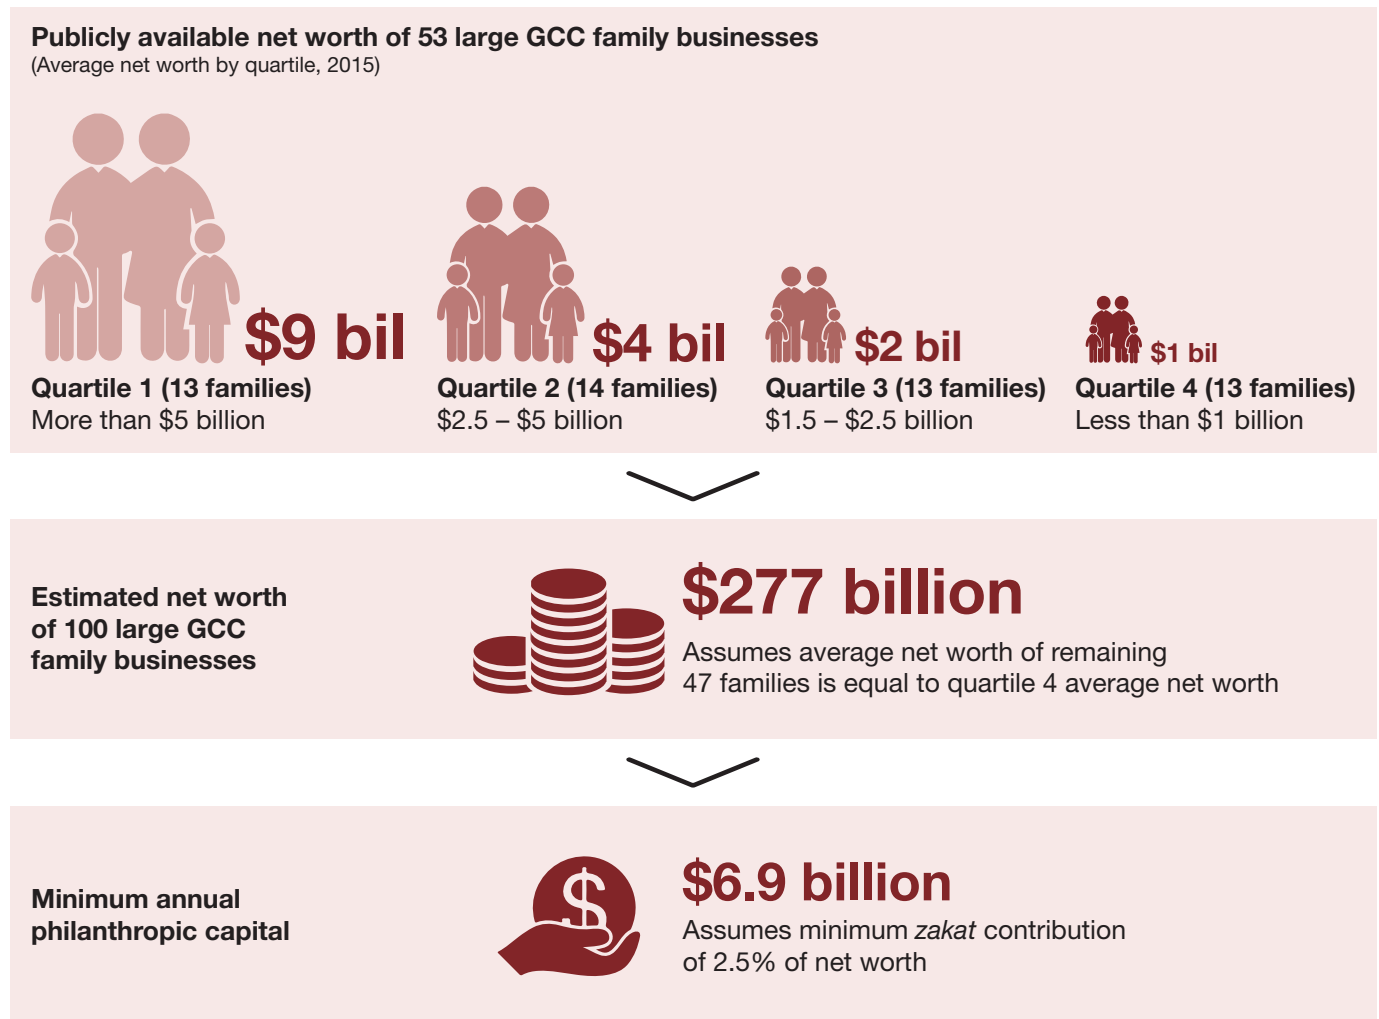 Publicly available net worth of 53 large GCC family businesses
(Average net worth by quartile, 2015)
$9 bil
Quartile 1 (13 families)
More than $5 billion
$4 bil
Quartile 2 (14 families)
$2.5 – $5 billion
$2 bil
Quartile 3 (13 families)
$1.5 – $2.5 billion
$1 bil
Quartile 4 (13 families)
Less than $1 billion
Estimated net worth
of 100 large GCC
family businesses
$277 billion
Assumes average net worth of remaining
47 families is equal to quartile 4 average net worth
Minimum annual
philanthropic capital
$
$6.9 billion
Assumes minimum zakat contribution
of 2.5% of net worth